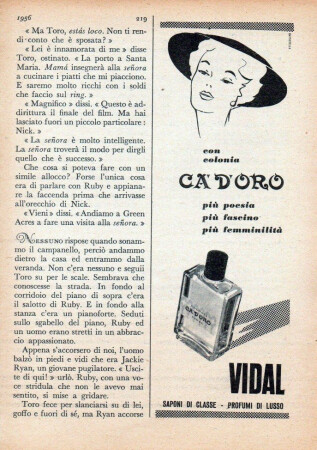 1956
219
« Ma Toro, estás loco. Non ti ren-
di conto che è sposata? »
« Lei è innamorata di me » disse
Toro, ostinato. « La porto a Santa
Maria. Mamá insegnerà alla señora
a cucinare i piatti che mi piacciono.
E saremo molto ricchi con i soldi
che faccio sul ring. »
« Magnifico » dissi. « Questo è ad-
dirittura il finale del film. Ma hai
lasciato fuori un piccolo particolare:
Nick. »
« La señora è molto intelligente.
La señora troverà il modo per dirgli
quello che è successo. »
Che cosa si poteva fare con un
simile allocco? Forse l'unica cosa
era di parlare con Ruby e appiana-
re la faccenda prima che arrivasse
all'orecchio di Nick.
« Vieni » dissi. « Andiamo a Green
Acres a fare una visita alla señora. »
Nessuno rispose quando sonam-
mo il campanello, perciò andammo
dietro la casa ed entrammo dalla
veranda. Non c'era nessuno e seguii
Toro su per le scale. Sembrava che
conoscesse la strada. In fondo al
corridoio del piano di sopra c'era
il salotto di Ruby. E in fondo alla
stanza c'era un pianoforte. Seduti
sullo sgabello del piano, Ruby ed
un uomo erano stretti in un abbrac-
cio appassionato.
Appena s'accorsero di noi, l'uomo
balzò in piedi e vidi che era Jackie
Ryan, un giovane pugilatore. « Usci-
te di qui! » urlò. Ruby, con una vo-
ce stridula che non le avevo mai
sentito, si mise a gridare.
Toro fece per slanciarsi su di lei,
goffo e fuori di sé, ma Ryan accorse
con
colonia
CA'D'ORO
più poesia
più fascino
più femminilità
CA'D'ORO
VIDAL
SAPONI DI CLASSE - PROFUMI DI LUSSO